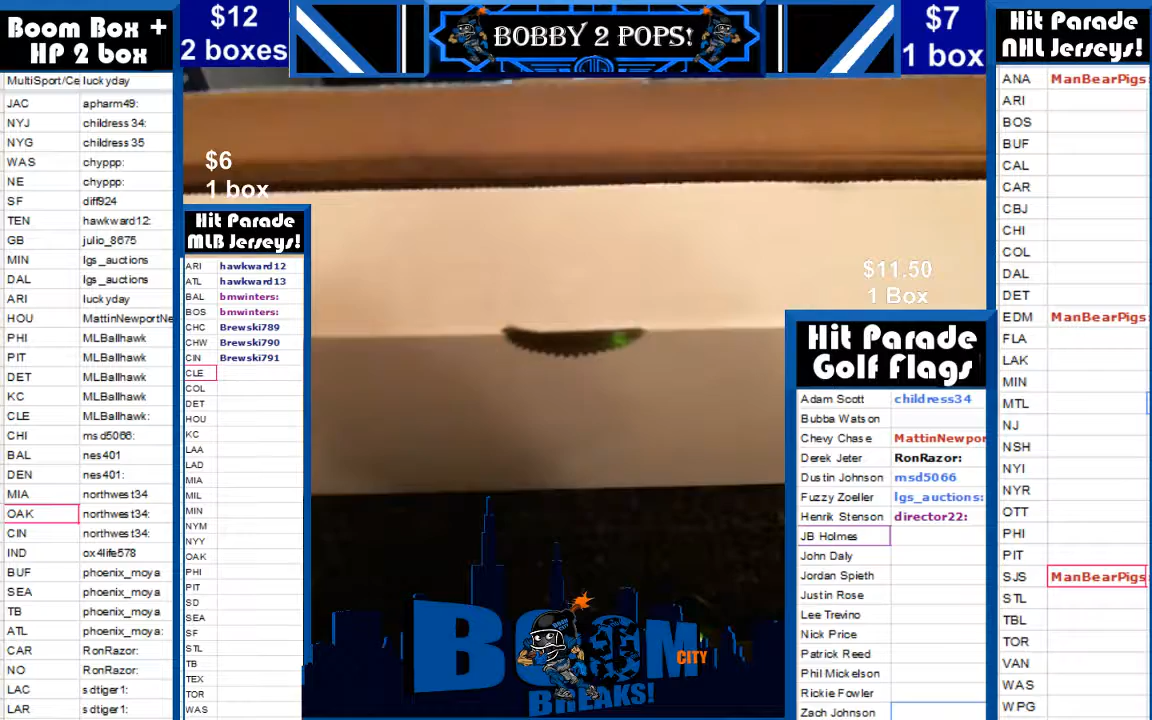 Boom Box +
HP 2 box
MultiSport/Ce luckyday
JAC apharm49:
NYJ childress 34:
NYG childress 35
WAS chyppp:
NE chyppp:
SF diff924
TEN hawkward12:
GB julio_8675
MIN lgs_auctions
DAL lgs_auctions
ARI luckyday
HOU MattinNewportNe
PHI MLBallhawk
PIT MLBallhawk
DET MLBallhawk
KC MLBallhawk
CLE MLBallhawk:
CHI msd5066:
BAL nes401
DEN nes401:
MIA northwest34
OAK northwest34:
CIN northwest34:
IND ox4life578
BUF phoenix_moya
SEA phoenix_moya
TB phoenix_moya
ATL phoenix_moya:
CAR RonRazor:
NO RonRazor:
LAC sdtiger1:
LAR sdtiger1:
$12
2 boxes
BOBBY 2 POPS!
$7
1 box
$6
1 box
Hit Parade
MLB Jerseys!
ARI hawkward12
ATL hawkward13
BAL bmwinters:
BOS bmwinters:
CHC Brewski789
CHW Brewski790
CIN Brewski791
CLE
COL
DET
HOU
KC
LAA
LAD
MIA
MIL
MIN
NYM
NYY
OAK
PHI
PIT
SD
SEA
SF
STL
TB
TEX
TOR
WAS
$11.50
1 Box
Hit Parade
Golf Flags
Adam Scott childress34
Bubba Watson
Chevy Chase MattinNewpor
Derek Jeter RonRazor:
Dustin Johnson msd5066
Fuzzy Zoeller lgs_auctions:
Henrik Stenson director22:
JB Holmes
John Daly
Jordan Spieth
Justin Rose
Lee Trevino
Nick Price
Patrick Reed
Phil Mickelson
Rickie Fowler
Zach Johnson
Hit Parade
NHL Jerseys!
ANA ManBearPigs
ARI
BOS
BUF
CAL
CAR
CBJ
CHI
COL
DAL
DET
EDM ManBearPigs
FLA
LAK
MIN
MTL
NJ
NSH
NYI
NYR
OTT
PHI
PIT
SJS ManBearPigs
STL
TBL
TOR
VAN
WAS
WPG
BOOM
CITY
BREAKS!